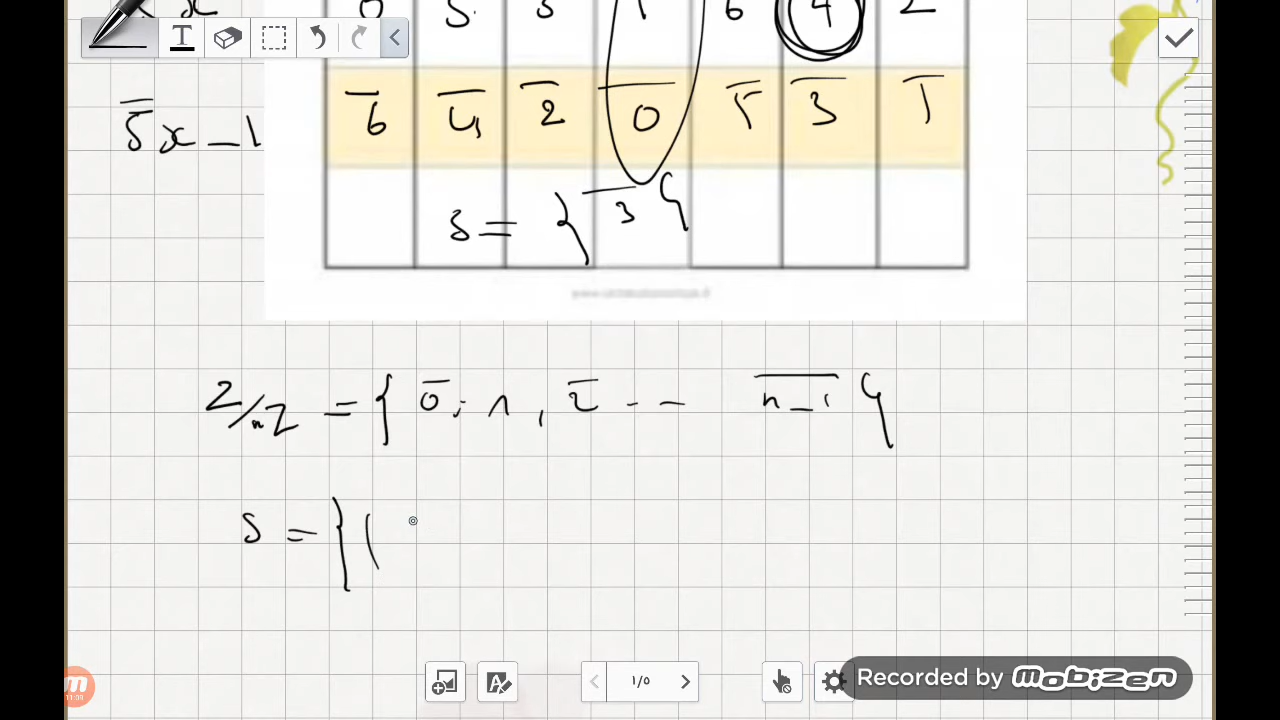 0 5 3 1 6 4 2
5̅x − 1
6̅ 4̅ 2̅ 0̅ 5̅ 3̅ 1̅
S = { 3̅ }
Z/nZ = { 0̅ ; 1 , 2̅ - - n-1̅ }
S = { (
1/5
Recorded by mobizen